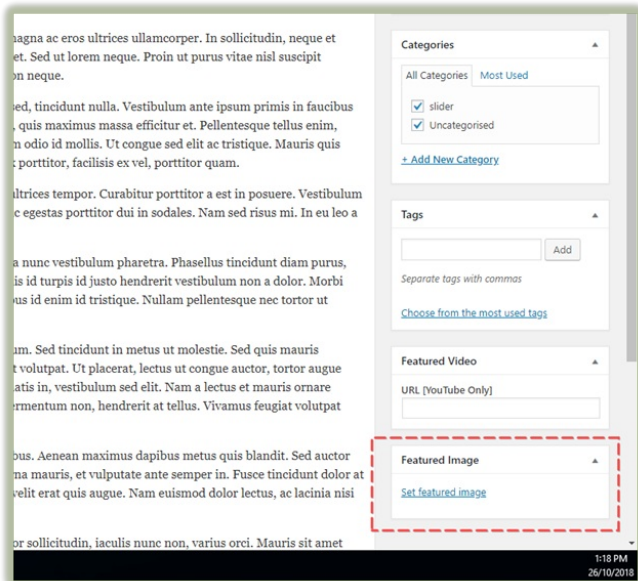 magna ac eros ultrices ullamcorper. In sollicitudin, neque et
et. Sed ut lorem neque. Proin ut purus vitae nisl suscipit
on neque.
sed, tincidunt nulla. Vestibulum ante ipsum primis in faucibus
, quis maximus massa efficitur et. Pellentesque tellus enim,
m odio id mollis. Ut congue sed elit ac tristique. Mauris quis
porttitor, facilisis ex vel, porttitor quam.
ultrices tempor. Curabitur porttitor a est in posuere. Vestibulum
c egestas porttitor dui in sodales. Nam sed risus mi. In eu leo a
a nunc vestibulum pharetra. Phasellus tincidunt diam purus,
is id turpis id justo hendrerit vestibulum non a dolor. Morbi
bus id enim id tristique. Nullam pellentesque nec tortor ut
um. Sed tincidunt in metus ut molestie. Sed quis mauris
t volutpat. Ut placerat, lectus ut congue auctor, tortor augue
atis in, vestibulum sed elit. Nam a lectus et mauris ornare
ermentum non, hendrerit at tellus. Vivamus feugiat volutpat
bus. Aenean maximus dapibus metus quis blandit. Sed auctor
na mauris, et vulputate ante semper in. Fusce tincidunt dolor at
velit erat quis augue. Nam euismod dolor lectus, ac lacinia nisi
or sollicitudin, iaculis nunc non, varius orci. Mauris sit amet
Categories
All Categories Most Used
slider
Uncategorised
+ Add New Category
Tags
Add
Separate tags with commas
Choose from the most used tags
Featured Video
URL [YouTube Only]
Featured Image
Set featured image
1:18 PM
26/10/2018